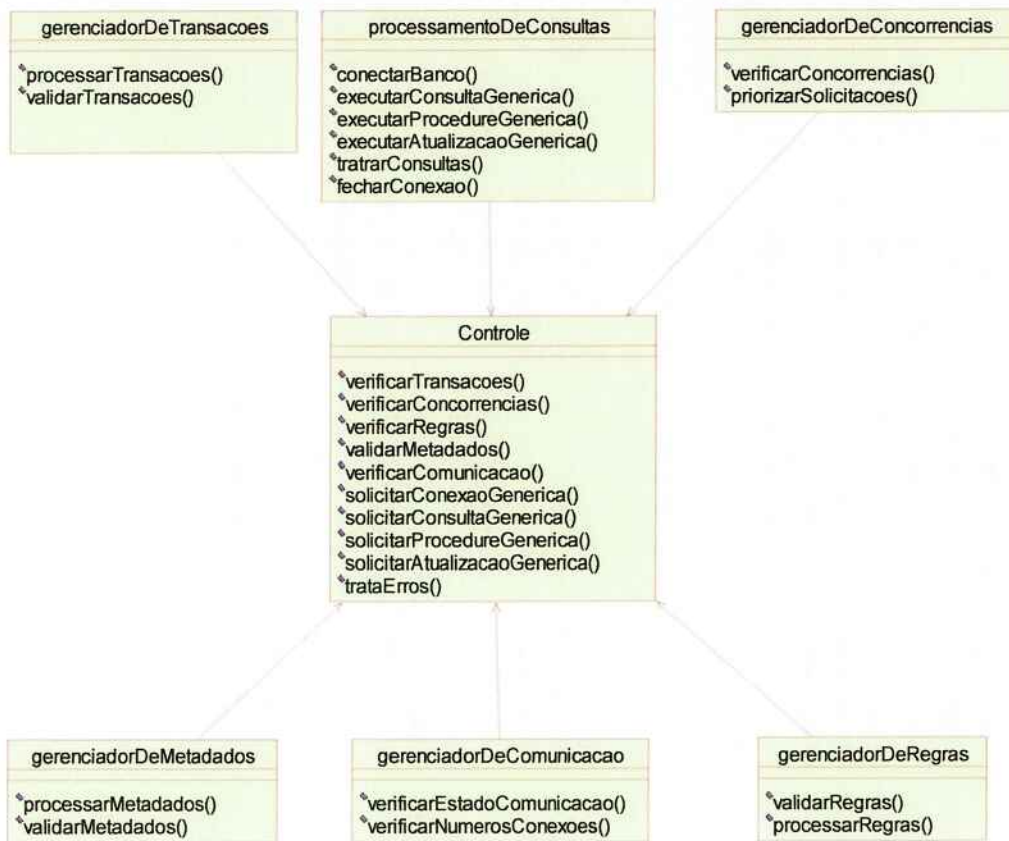 gerenciadorDeTransacoes
processarTransacoes()
validarTransacoes()
processamentoDeConsultas
conectarBanco()
executarConsultaGenerica()
executarProcedureGenerica()
executarAtualizacaoGenerica()
tratrarConsultas()
fecharConexao()
gerenciadorDeConcorrencias
verificarConcorrencias()
priorizarSolicitacoes()
Controle
verificarTransacoes()
verificarConcorrencias()
verificarRegras()
validarMetadados()
verificarComunicacao()
solicitarConexaoGenerica()
solicitarConsultaGenerica()
solicitarProcedureGenerica()
solicitarAtualizacaoGenerica()
trataErros()
gerenciadorDeMetadados
processarMetadados()
validarMetadados()
gerenciadorDeComunicacao
verificarEstadoComunicacao()
verificarNumerosConexoes()
gerenciadorDeRegras
validarRegras()
processarRegras()